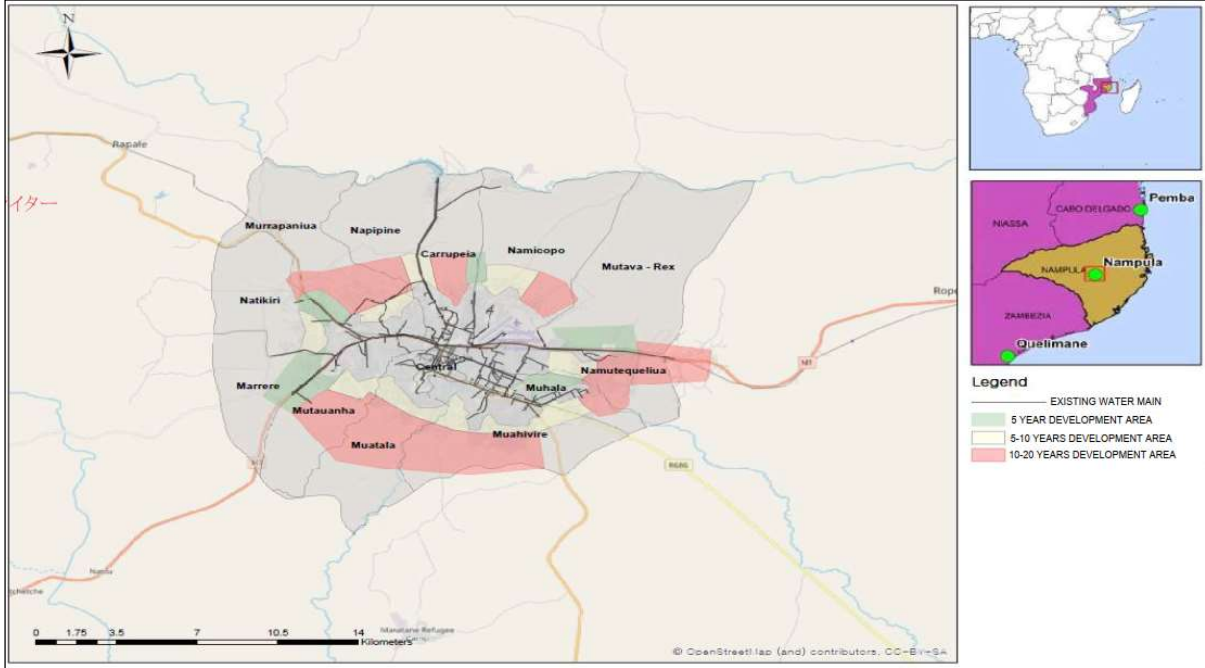 N
Rapale
イター
Murrapaniua
Napipine
Carrupeia
Namicopo
Mutava - Rex
Natikiri
Central
Marrere
Muhala
Namutequeliua
Mutauanha
Muatala
Muahivire
R686
Rope
0 1.75 3.5 7 10.5 14
Kilometers
Maratane Refugee
© OpenStreetMap (and) contributors, CC-BY-SA
NIASSA
CABO DELGADO
Pemba
NAMPULA
Nampula
ZAMBEZIA
Quelimane
Legend
EXISTING WATER MAIN
5 YEAR DEVELOPMENT AREA
5-10 YEARS DEVELOPMENT AREA
10-20 YEARS DEVELOPMENT AREA